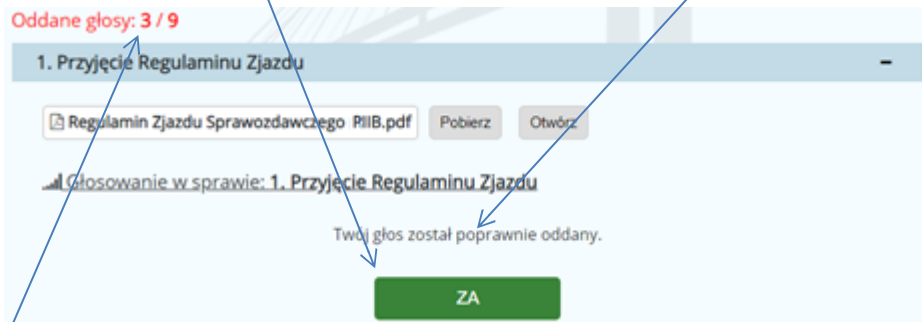 Oddane głosy: 3 / 9
1. Przyjęcie Regulaminu Zjazdu
Regulamin Zjazdu Sprawozdawczego PIIB.pdf Pobierz Otwórz
Głosowanie w sprawie: 1. Przyjęcie Regulaminu Zjazdu
Twój głos został poprawnie oddany.
ZA